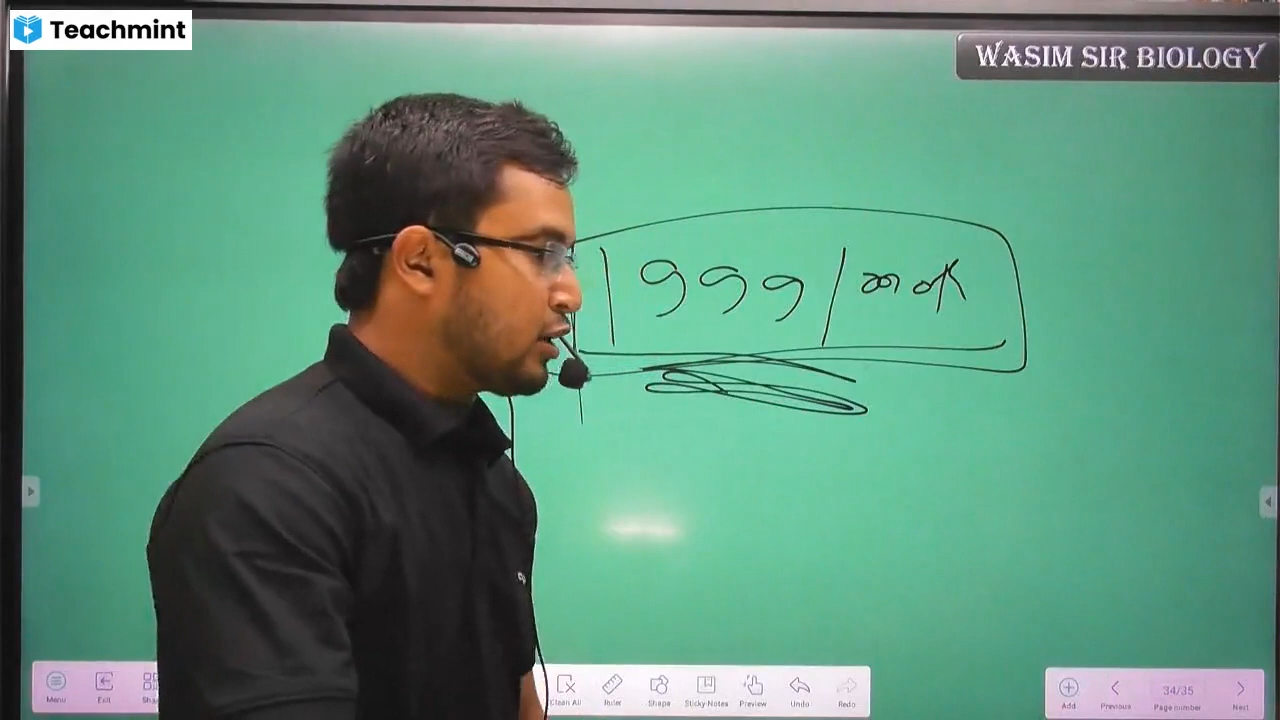 Teachmint
WASIM SIR BIOLOGY
Menu Exit Clean All Ruler Shape Sticky-Notes Preview Undo Redo Add Previous Page number Next
34/35